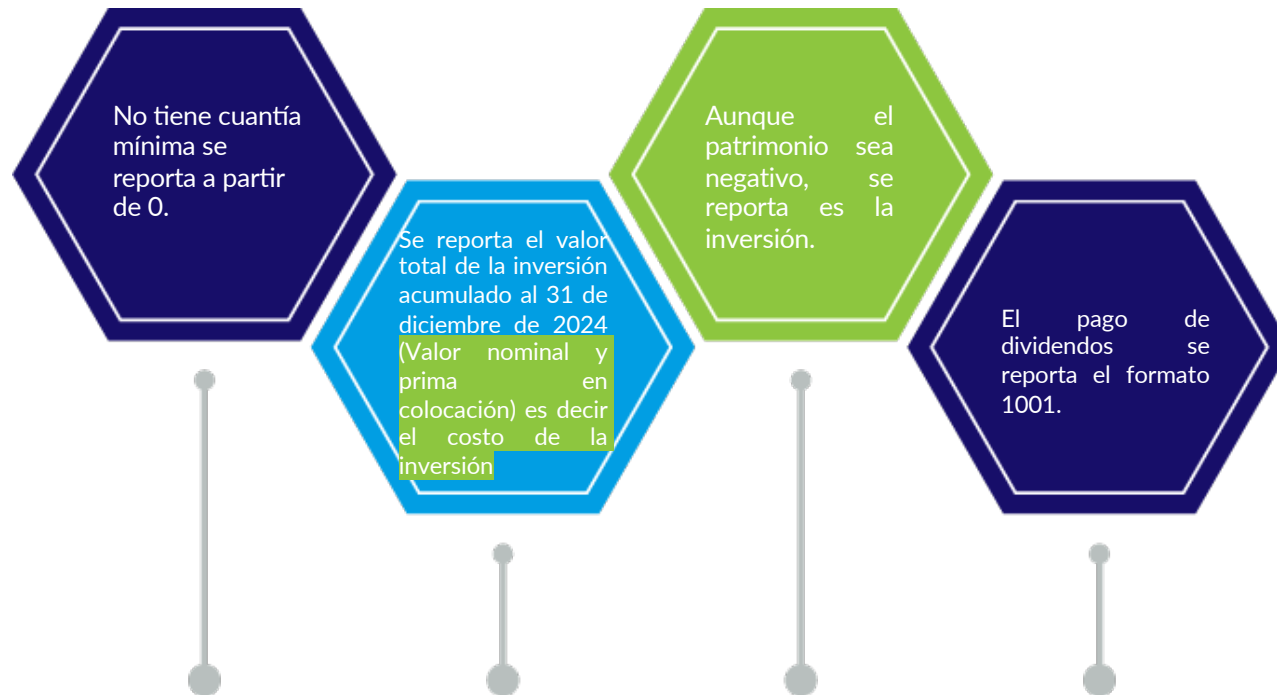 No tiene cuantía
mínima se
reporta a partir
de 0.
Se reporta el valor
total de la inversión
acumulado al 31 de
diciembre de 2024
(Valor nominal y
prima en
colocación) es decir
el costo de la
inversión
Aunque el
patrimonio sea
negativo, se
reporta es la
inversión.
El pago de
dividendos se
reporta el formato
1001.